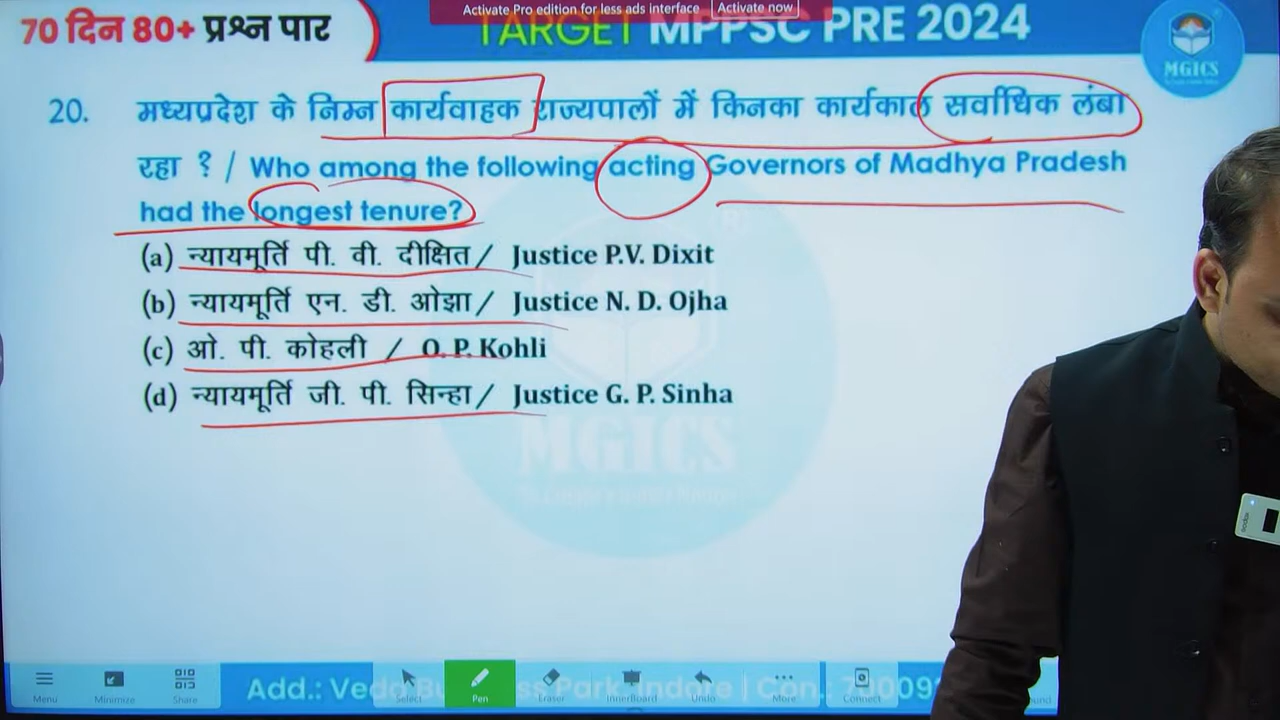 Activate Pro edition for less ads interface Activate now
70 दिन 80+ प्रश्न पार
TARGET MPPSC PRE 2024
MGICS
20. मध्यप्रदेश के निम्न कार्यवाहक राज्यपालों में किनका कार्यकाल सर्वाधिक लंबा
रहा ? / Who among the following acting Governors of Madhya Pradesh
had the longest tenure?
(a) न्यायमूर्ति पी. वी. दीक्षित / Justice P.V. Dixit
(b) न्यायमूर्ति एन. डी. ओझा / Justice N. D. Ojha
(c) ओ. पी. कोहली / O. P. Kohli
(d) न्यायमूर्ति जी. पी. सिन्हा / Justice G. P. Sinha
MGICS
Menu Minimize Share Select Pen Eraser InnerBoard Undo More Connect
Add.: Con.: